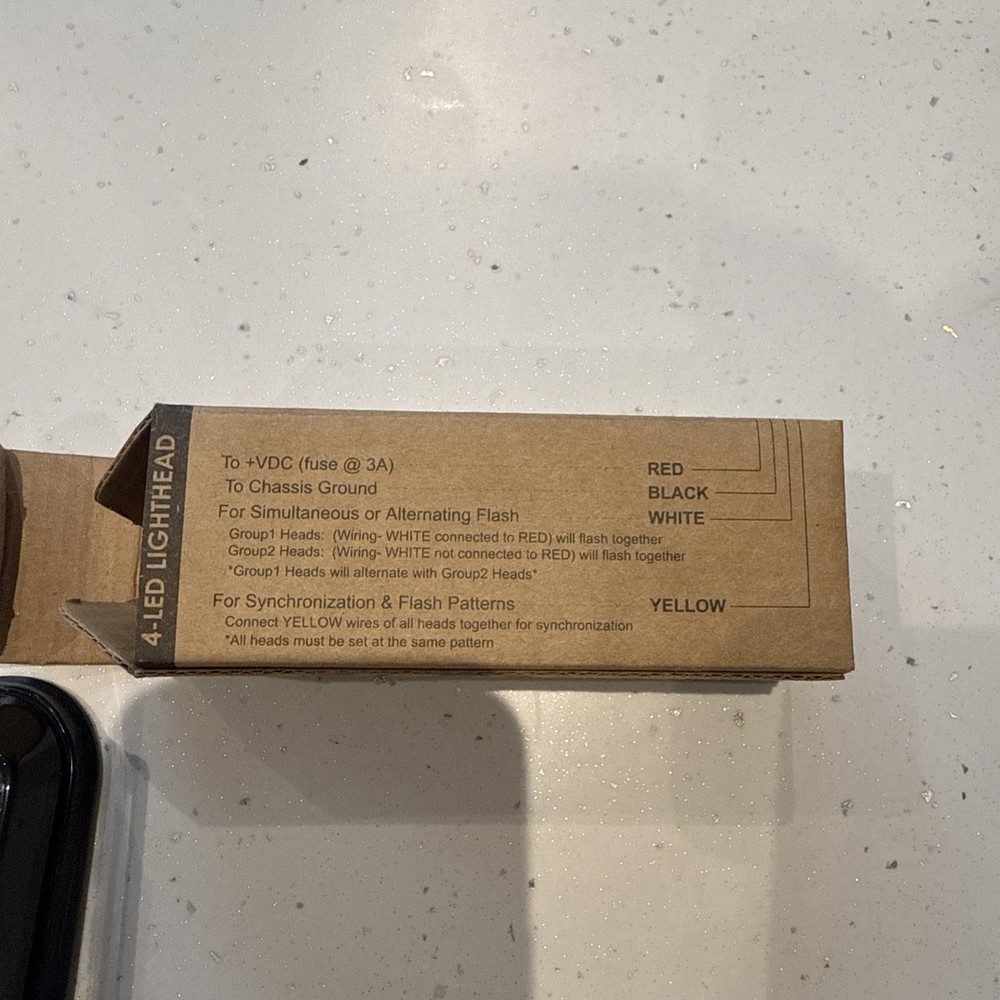 4-LED LIGHTHEAD
To +VDC (fuse @ 3A) RED
To Chassis Ground BLACK
For Simultaneous or Alternating Flash WHITE
Group1 Heads: (Wiring- WHITE connected to RED) will flash together
Group2 Heads: (Wiring- WHITE not connected to RED) will flash together
*Group1 Heads will alternate with Group2 Heads*
For Synchronization & Flash Patterns YELLOW
Connect YELLOW wires of all heads together for synchronization
*All heads must be set at the same pattern